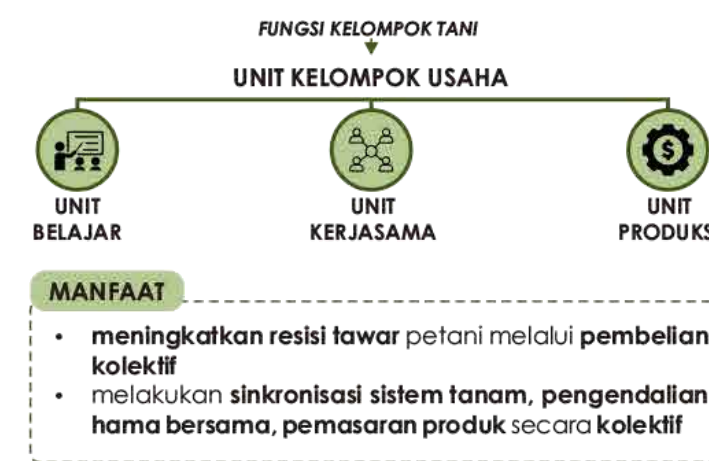 FUNGSI KELOMPOK TANI
UNIT KELOMPOK USAHA
UNIT
BELAJAR
UNIT
KERJASAMA
UNIT
PRODUKS
MANFAAT
• meningkatkan resisi tawar petani melalui pembelian
kolektif
• melakukan sinkronisasi sistem tanam, pengendalian
hama bersama, pemasaran produk secara kolektif